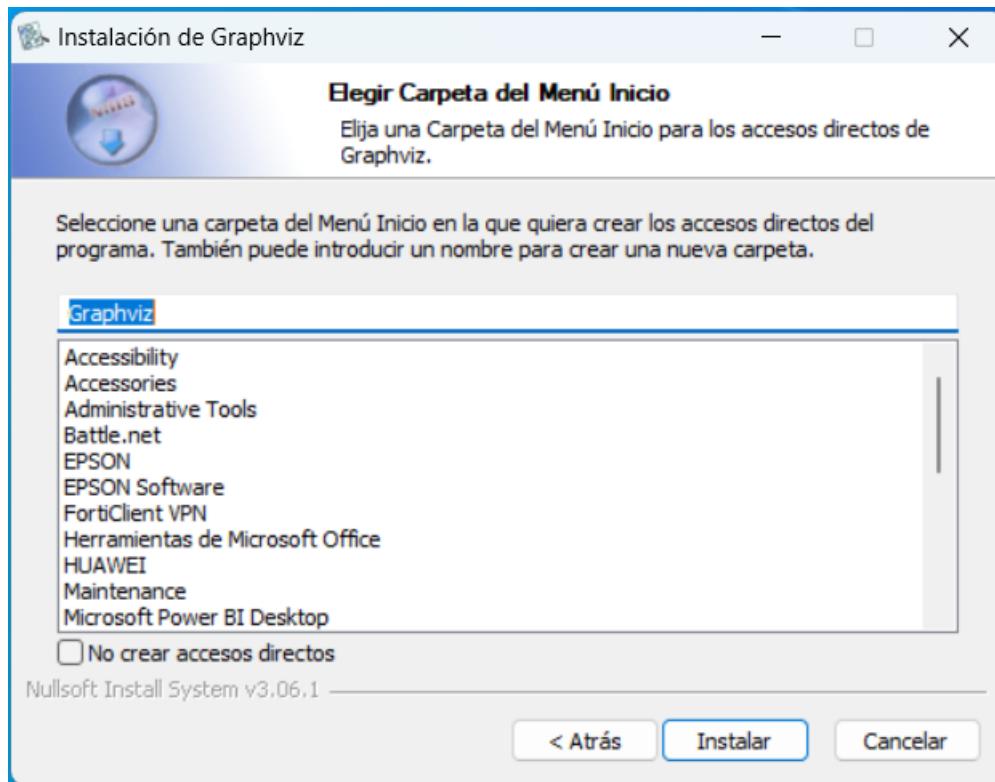 Instalación de Graphviz
Elegir Carpeta del Menú Inicio
Elija una Carpeta del Menú Inicio para los accesos directos de
Graphviz.
Seleccione una carpeta del Menú Inicio en la que quiera crear los accesos directos del
programa. También puede introducir un nombre para crear una nueva carpeta.
Graphviz
Accessibility
Accessories
Administrative Tools
Battle.net
EPSON
EPSON Software
FortiClient VPN
Herramientas de Microsoft Office
HUAWEI
Maintenance
Microsoft Power BI Desktop
No crear accesos directos
Nullsoft Install System v3.06.1
< Atrás
Instalar
Cancelar